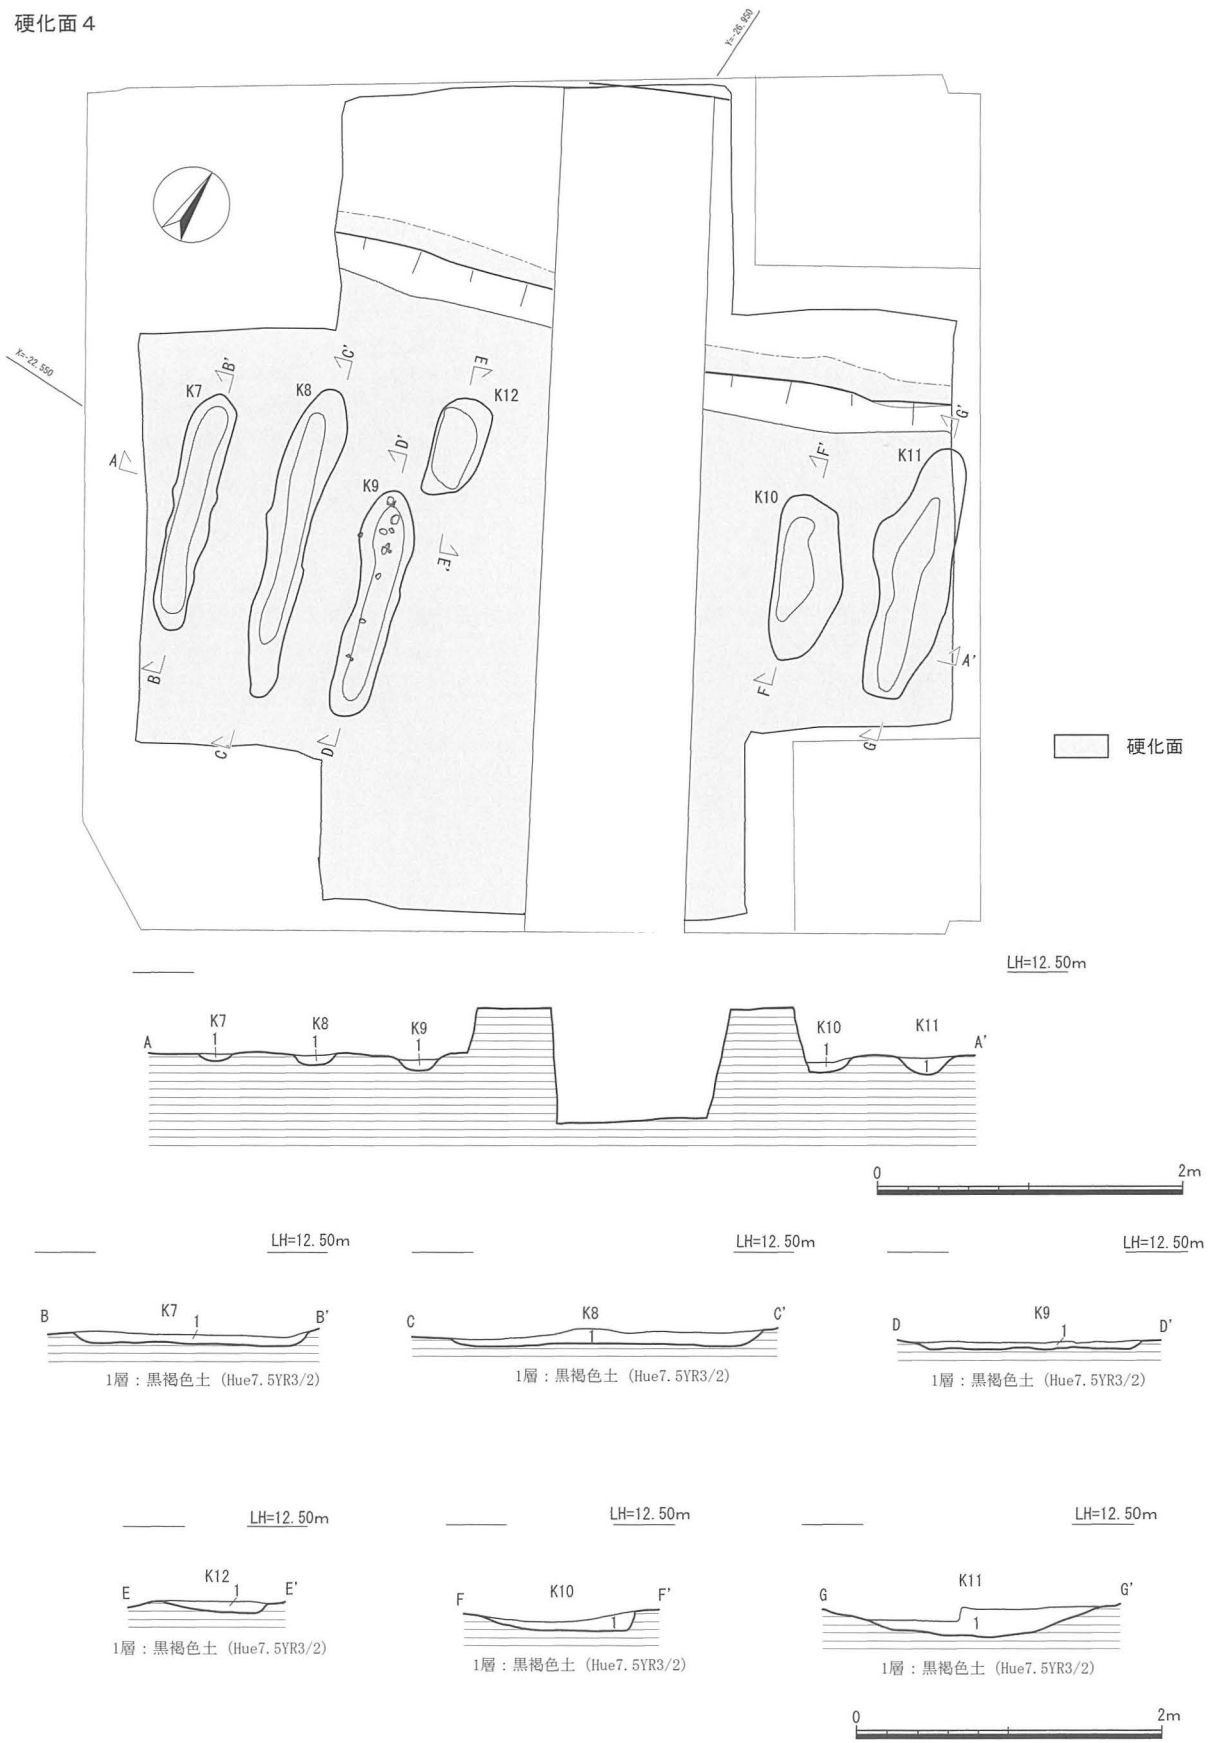 硬化面4
Y=-26.950
X=-22.550
K7
B'
K8
C'
E
K12
G'
A
D'
K9
F'
K11
K10
E'
B
C
D
F
A'
G
硬化面
LH=12.50m
A
K7
1
K8
1
K9
1
K10
1
K11
1
A'
0
2m
LH=12.50m
LH=12.50m
LH=12.50m
B
K7
1
B'
C
K8
1
C'
D
K9
1
D'
1層：黒褐色土 (Hue7.5YR3/2)
1層：黒褐色土 (Hue7.5YR3/2)
1層：黒褐色土 (Hue7.5YR3/2)
LH=12.50m
LH=12.50m
LH=12.50m
E
K12
1
E'
F
K10
1
F'
G
K11
1
G'
1層：黒褐色土 (Hue7.5YR3/2)
1層：黒褐色土 (Hue7.5YR3/2)
1層：黒褐色土 (Hue7.5YR3/2)
0
2m